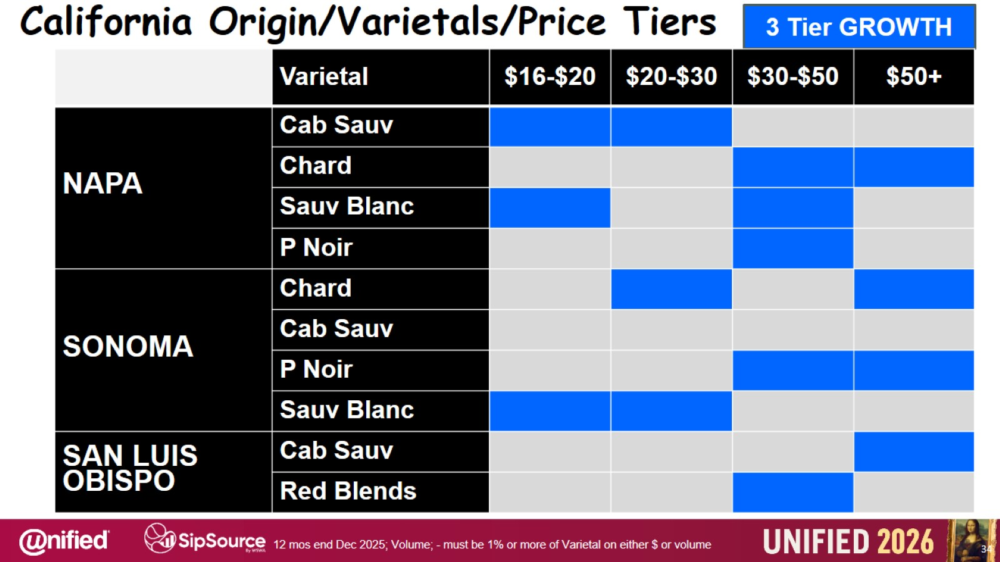 California Origin/Varietals/Price Tiers
3 Tier GROWTH
Varietal $16-$20 $20-$30 $30-$50 $50+
NAPA
Cab Sauv
Chard
Sauv Blanc
P Noir
SONOMA
Chard
Cab Sauv
P Noir
Sauv Blanc
SAN LUIS
OBISPO
Cab Sauv
Red Blends
unified
SipSource
By WSWA
12 mos end Dec 2025; Volume; - must be 1% or more of Varietal on either $ or volume
UNIFIED 2026
34